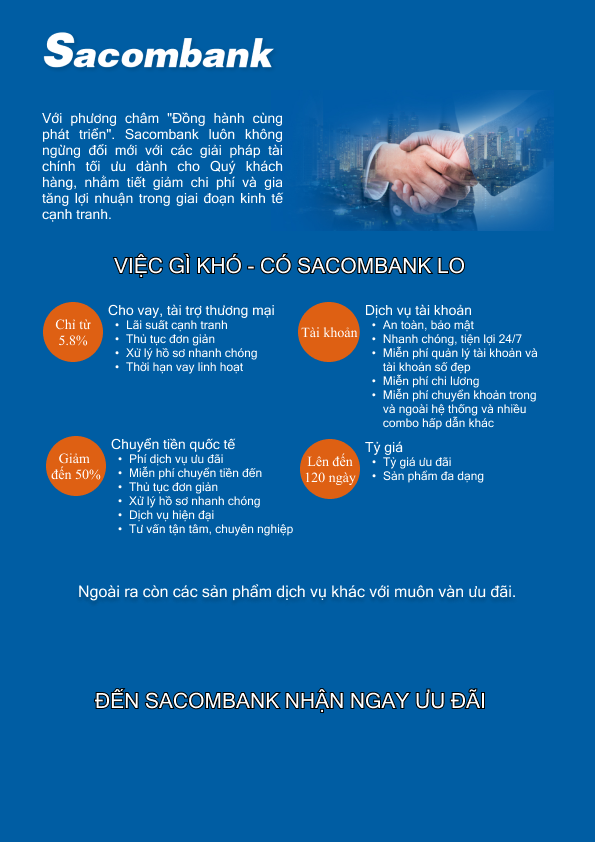 Sacombank
Với phương châm "Đồng hành cùng
phát triển". Sacombank luôn không
ngừng đổi mới với các giải pháp tài
chính tối ưu dành cho Quý khách
hàng, nhằm tiết giảm chi phí và gia
tăng lợi nhuận trong giai đoạn kinh tế
cạnh tranh.
VIỆC GÌ KHÓ - CÓ SACOMBANK LO
Chỉ từ
5.8%
Cho vay, tài trợ thương mại
• Lãi suất cạnh tranh
• Thủ tục đơn giản
• Xử lý hồ sơ nhanh chóng
• Thời hạn vay linh hoạt
Tài khoản
Dịch vụ tài khoản
• An toàn, bảo mật
• Nhanh chóng, tiện lợi 24/7
• Miễn phí quản lý tài khoản và
tài khoản số đẹp
• Miễn phí chi lương
• Miễn phí chuyển khoản trong
và ngoài hệ thống và nhiều
combo hấp dẫn khác
Giảm
đến 50%
Chuyển tiền quốc tế
• Phí dịch vụ ưu đãi
• Miễn phí chuyển tiền đến
• Thủ tục đơn giản
• Xử lý hồ sơ nhanh chóng
• Dịch vụ hiện đại
• Tư vấn tận tâm, chuyên nghiệp
Lên đến
120 ngày
Tỷ giá
• Tỷ giá ưu đãi
• Sản phẩm đa dạng
Ngoài ra còn các sản phẩm dịch vụ khác với muôn vàn ưu đãi.
ĐẾN SACOMBANK NHẬN NGAY ƯU ĐÃI